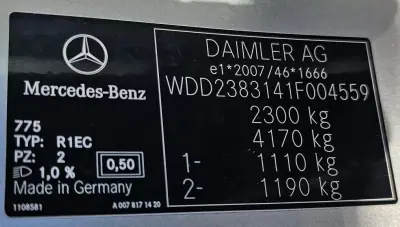 DAIMLER AG
e1*2007/46*1666
WDD2383141F004559
2300 kg
4170 kg
1- 1110 kg
2- 1190 kg
Mercedes-Benz
775
TYP: R1EC
PZ: 2
1,0 % 0,50
Made in Germany
1108581 A 007 817 14 20